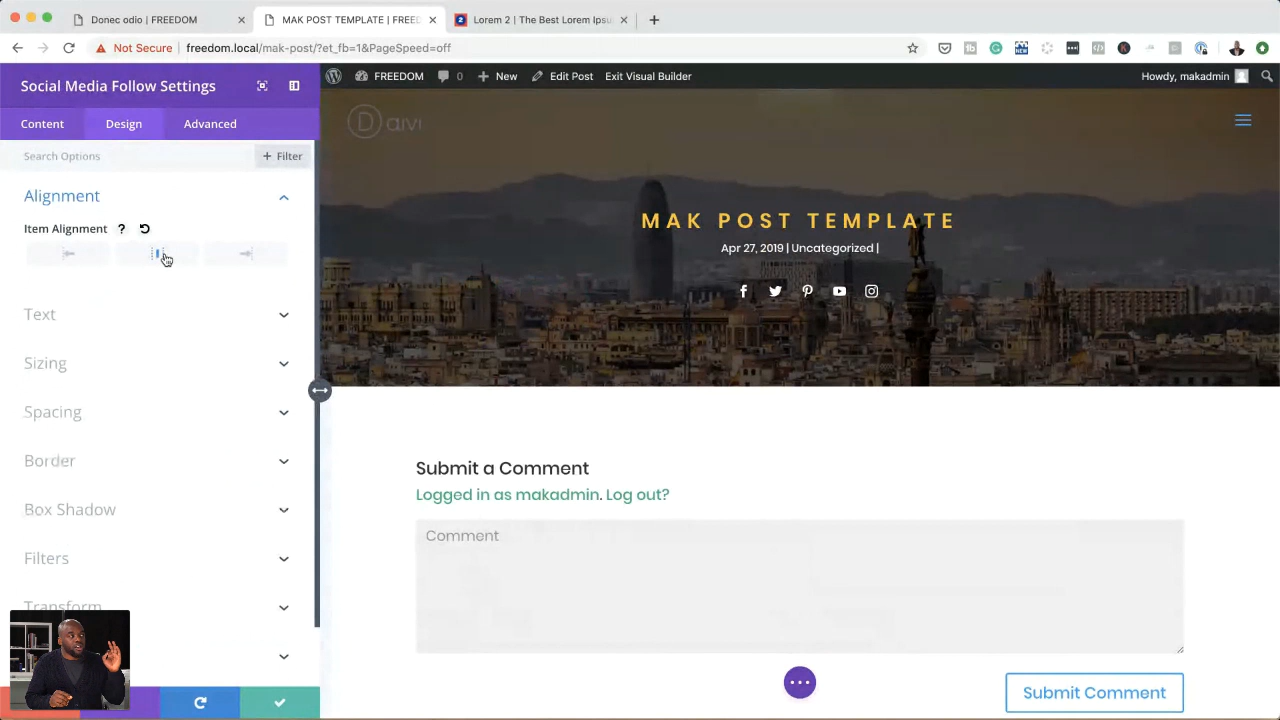 Donec odio | FREEDOM
MAK POST TEMPLATE | FREED
2 Lorem 2 | The Best Lorem Ipsu
Not Secure | freedom.local/mak-post/?et_fb=1&PageSpeed=off
Social Media Follow Settings
Content Design Advanced
Search Options
+ Filter
Alignment
Item Alignment ?
Text
Sizing
Spacing
Border
Box Shadow
Filters
Transform
FREEDOM 0 + New Edit Post Exit Visual Builder Howdy, makadmin
D
MAK POST TEMPLATE
Apr 27, 2019 | Uncategorized |
Submit a Comment
Logged in as makadmin. Log out?
Comment
Submit Comment